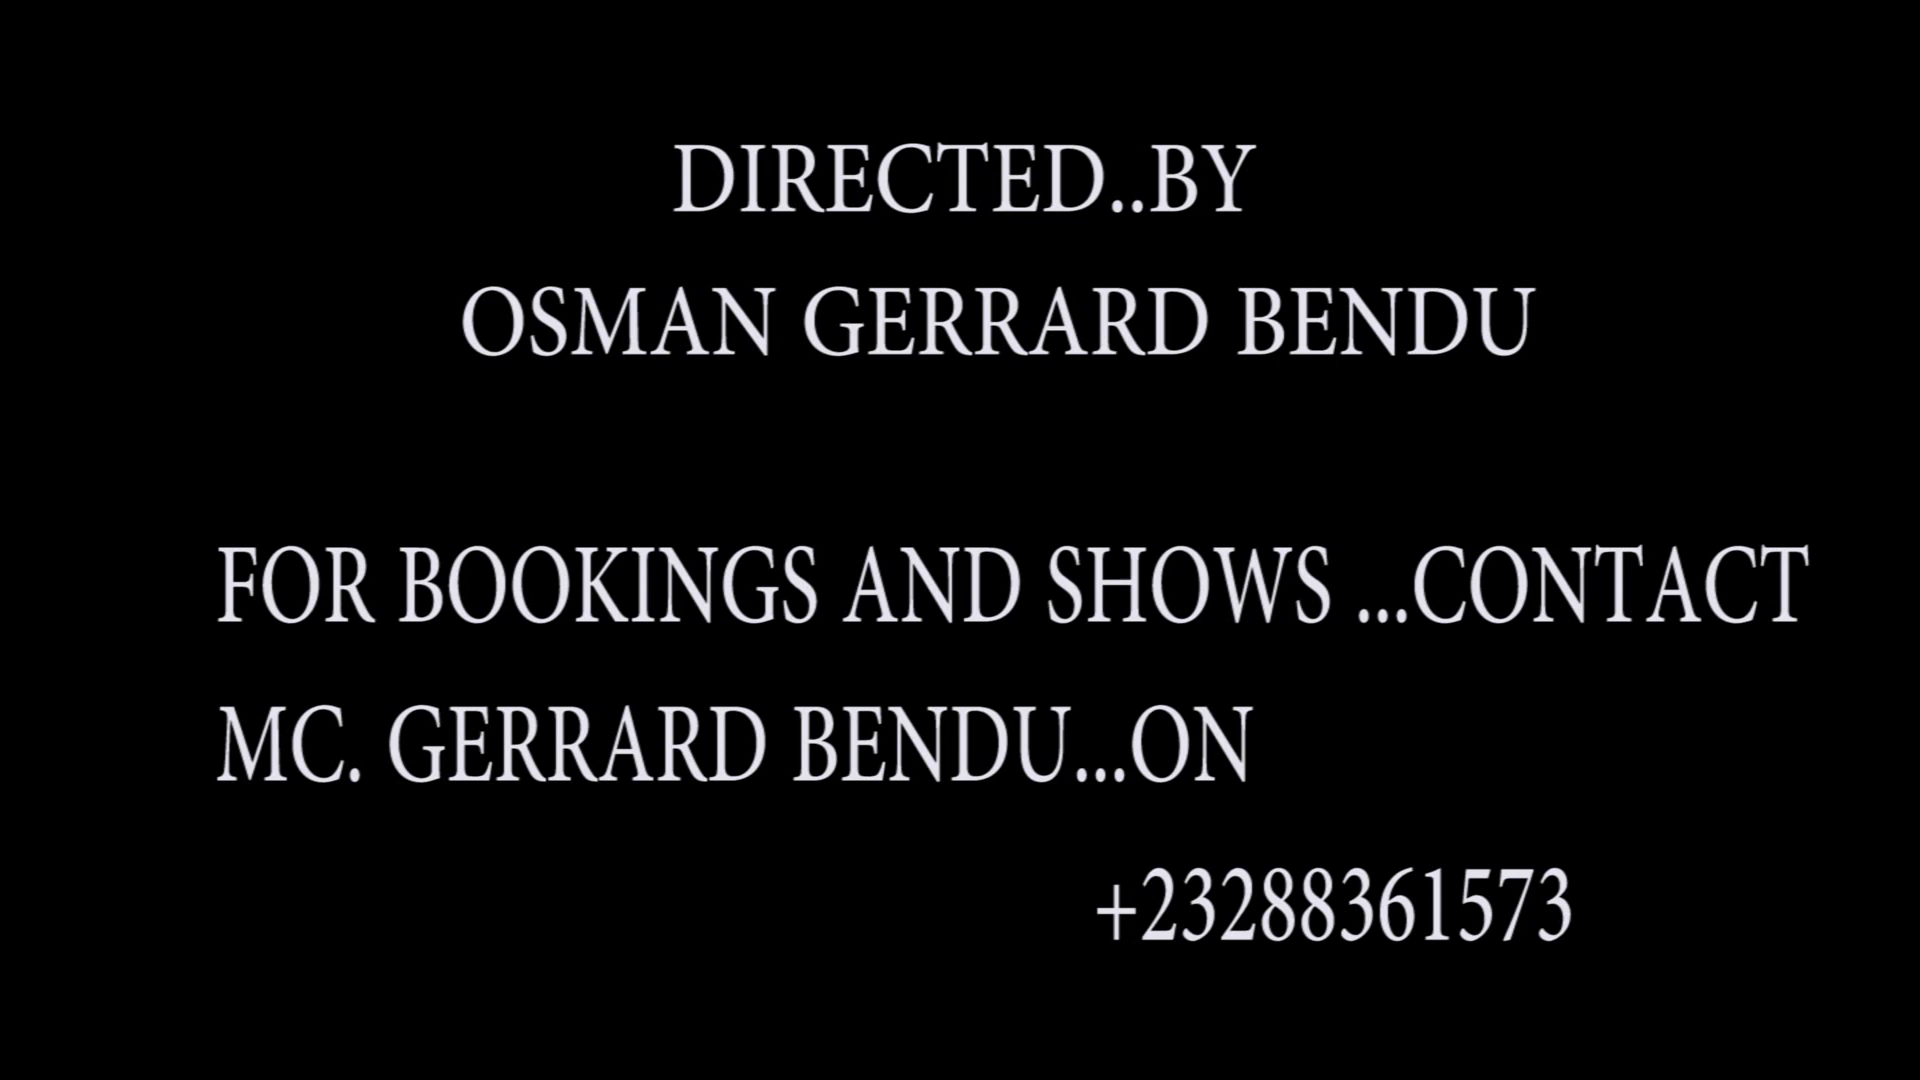 DIRECTED..BY
OSMAN GERRARD BENDU
FOR BOOKINGS AND SHOWS ...CONTACT
MC. GERRARD BENDU...ON
+23288361573